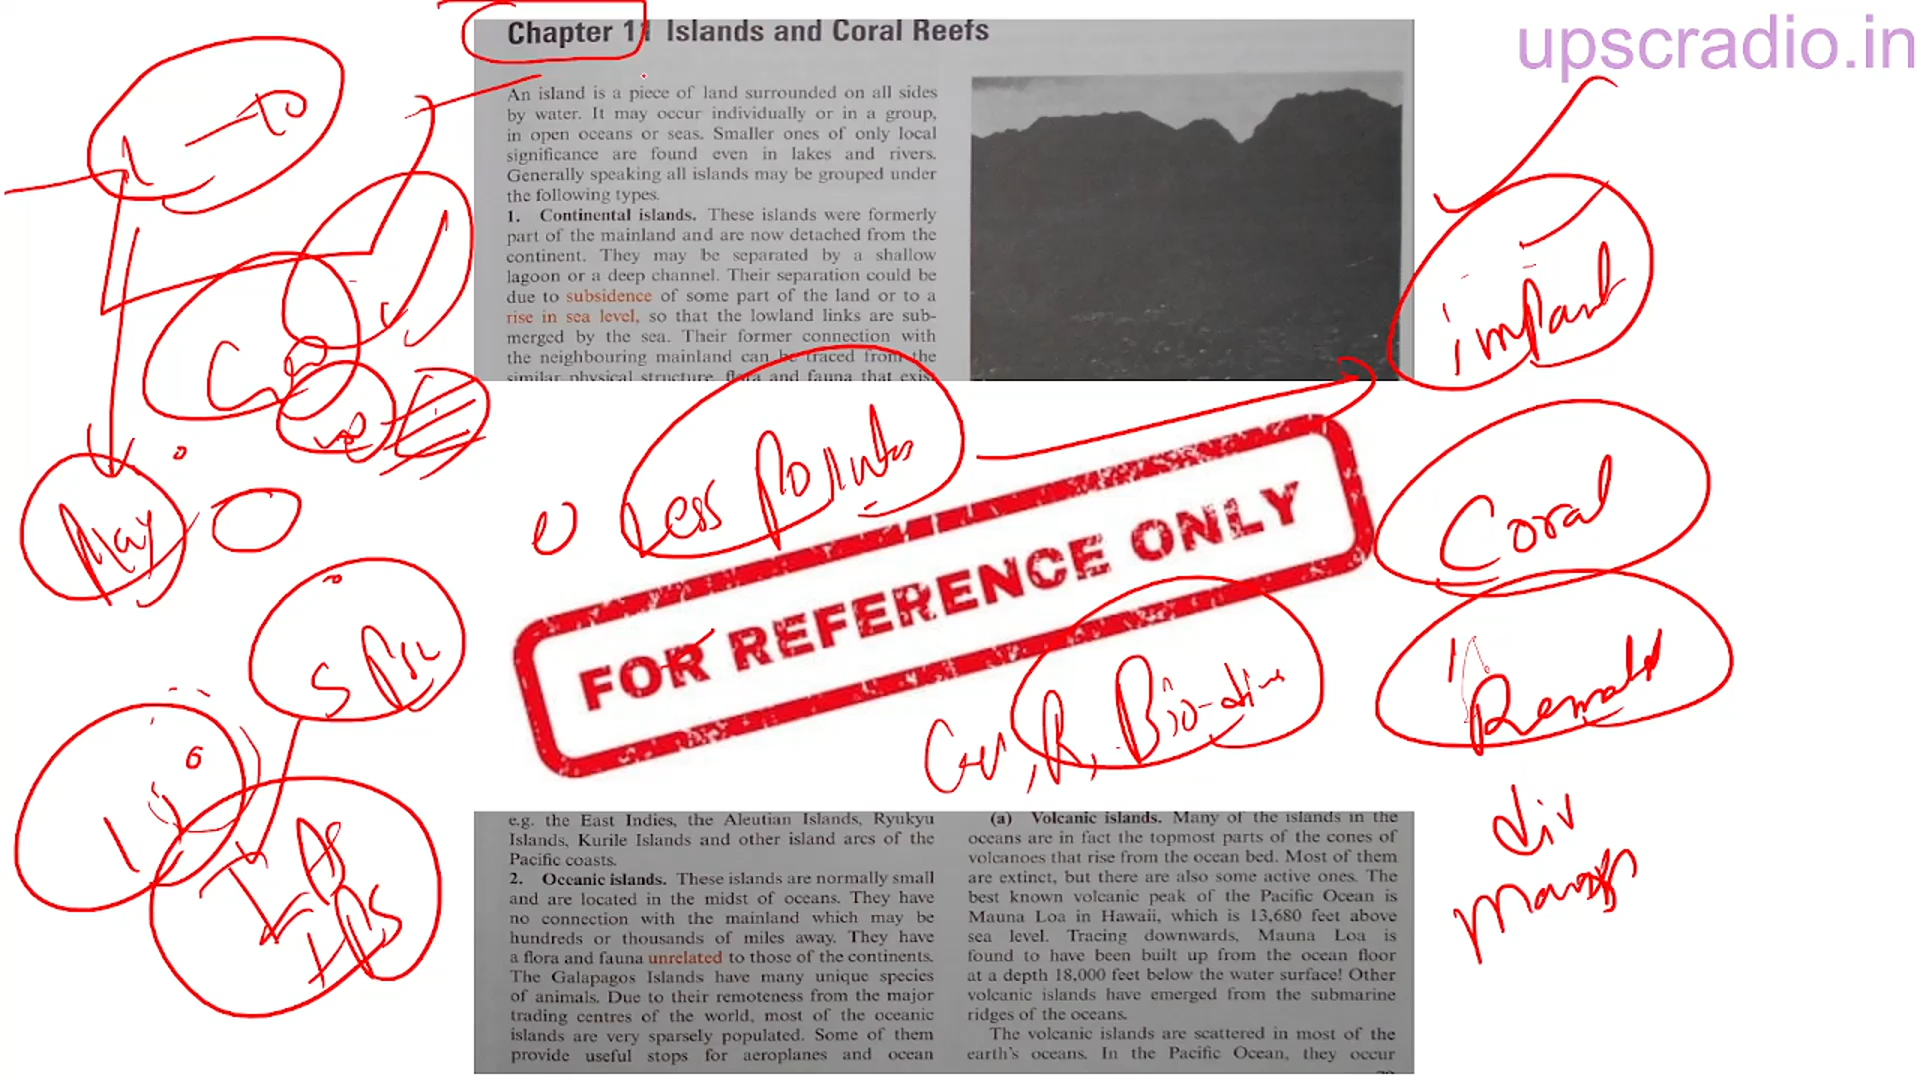 Chapter 11 Islands and Coral Reefs
upscradio.in
An island is a piece of land surrounded on all sides
by water. It may occur individually or in a group,
in open oceans or seas. Smaller ones of only local
significance are found even in lakes and rivers.
Generally speaking all islands may be grouped under
the following types.
1. Continental islands. These islands were formerly
part of the mainland and are now detached from the
continent. They may be separated by a shallow
lagoon or a deep channel. Their separation could be
due to subsidence of some part of the land or to a
rise in sea level, so that the lowland links are sub-
merged by the sea. Their former connection with
the neighbouring mainland can be traced from the
similar physical structure, flora and fauna that exist
May
Less
Coral
FOR REFERENCE ONLY
e.g. the East Indies, the Aleutian Islands, Ryukyu
Islands, Kurile Islands and other island arcs of the
Pacific coasts.
2. Oceanic islands. These islands are normally small
and are located in the midst of oceans. They have
no connection with the mainland which may be
hundreds or thousands of miles away. They have
a flora and fauna unrelated to those of the continents.
The Galapagos Islands have many unique species
of animals. Due to their remoteness from the major
trading centres of the world, most of the oceanic
islands are very sparsely populated. Some of them
provide useful stops for aeroplanes and ocean
(a) Volcanic islands. Many of the islands in the
oceans are in fact the topmost parts of the cones of
volcanoes that rise from the ocean bed. Most of them
are extinct, but there are also some active ones. The
best known volcanic peak of the Pacific Ocean is
Mauna Loa in Hawaii, which is 13,680 feet above
sea level. Tracing downwards, Mauna Loa is
found to have been built up from the ocean floor
at a depth 18,000 feet below the water surface! Other
volcanic islands have emerged from the submarine
ridges of the oceans.
The volcanic islands are scattered in most of the
earth's oceans. In the Pacific Ocean, they occur